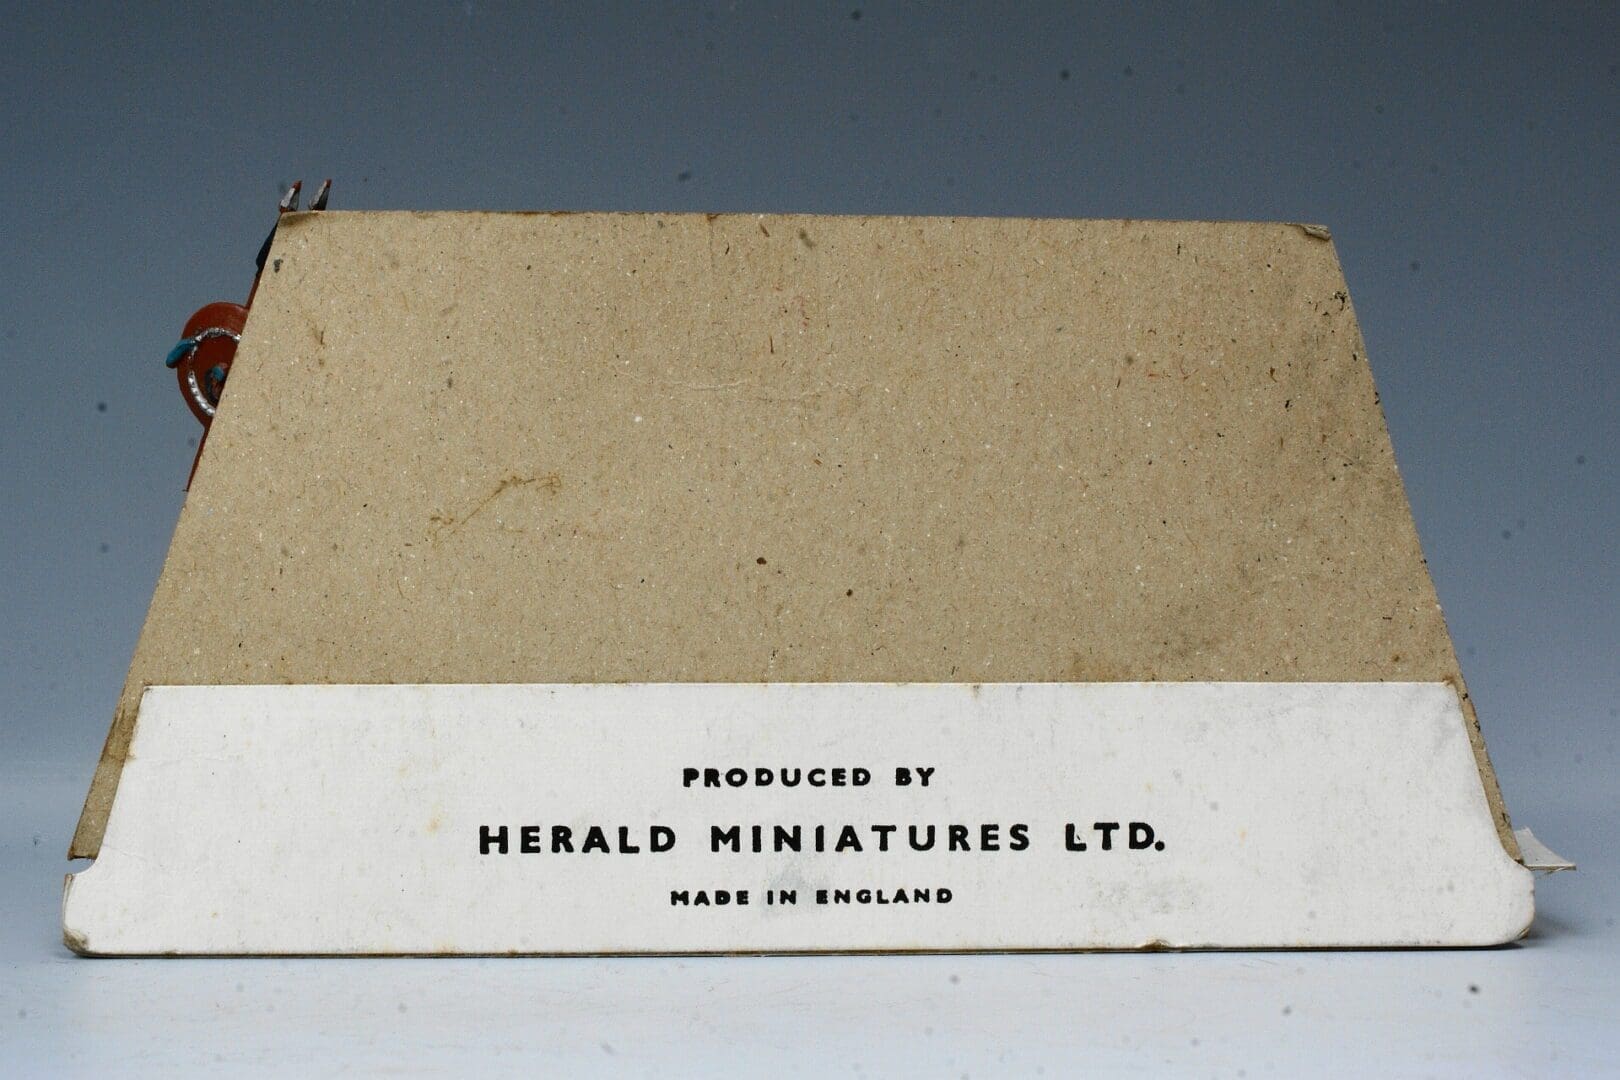 PRODUCED BY
HERALD MINIATURES LTD.
MADE IN ENGLAND